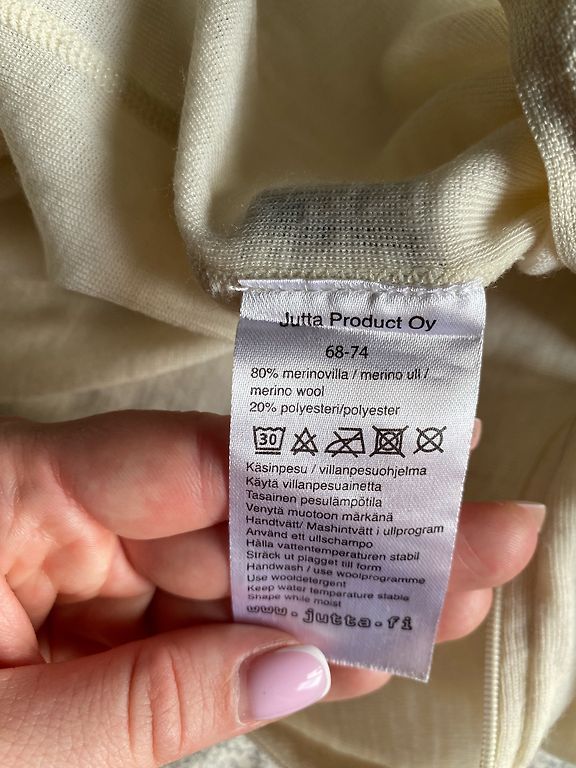 Jutta Product Oy
68-74
80% merinovilla / merino ull /
merino wool
20% polyesteri/polyester
30
Käsinpesu / villanpesuohjelma
Käytä villanpesuainetta
Tasainen pesulämpötila
Venytä muotoon märkänä
Handtvätt/ Mashintvätt i ullprogram
Använd ett ullschampo
Hålla vattentemperaturen stabil
Sträck ut plagget till form
Handwash / use woolprogramme
Use wooldetergent
Keep water temperature stable
Shape while moist
www.jutta.fi